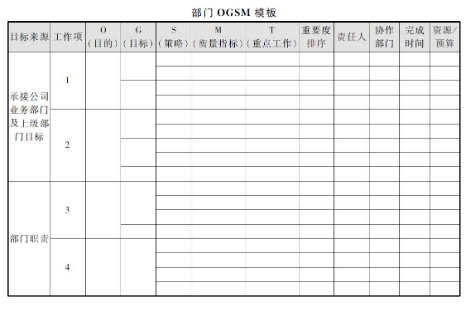 部门 OGSM 模板
目标来源 工作项 O (目的) G (目标) S (策略) M (衡量指标) T (重点工作) 重要度排序 责任人 协作部门 完成时间 资源/预算
承接公司
业务部门
及上级部
门目标
1
2
部门职责
3
4